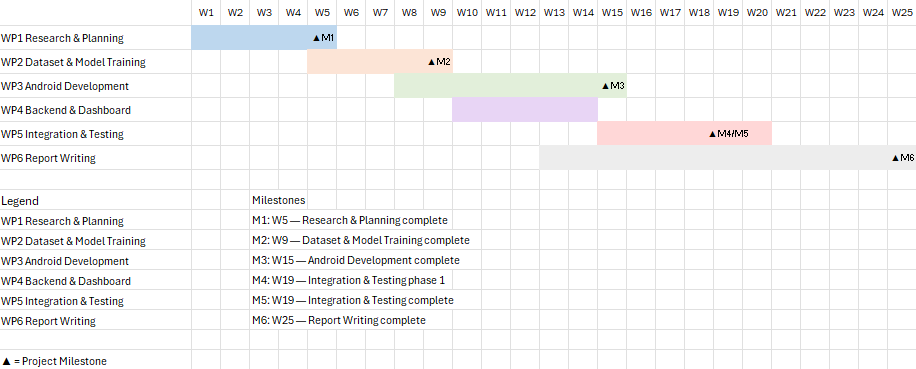 W1 W2 W3 W4 W5 W6 W7 W8 W9 W10 W11 W12 W13 W14 W15 W16 W17 W18 W19 W20 W21 W22 W23 W24 W25
WP1 Research & Planning ▲M1
WP2 Dataset & Model Training ▲M2
WP3 Android Development ▲M3
WP4 Backend & Dashboard
WP5 Integration & Testing ▲M4/M5
WP6 Report Writing ▲M6
Legend Milestones
WP1 Research & Planning M1: W5 — Research & Planning complete
WP2 Dataset & Model Training M2: W9 — Dataset & Model Training complete
WP3 Android Development M3: W15 — Android Development complete
WP4 Backend & Dashboard M4: W19 — Integration & Testing phase 1
WP5 Integration & Testing M5: W19 — Integration & Testing complete
WP6 Report Writing M6: W25 — Report Writing complete
▲ = Project Milestone